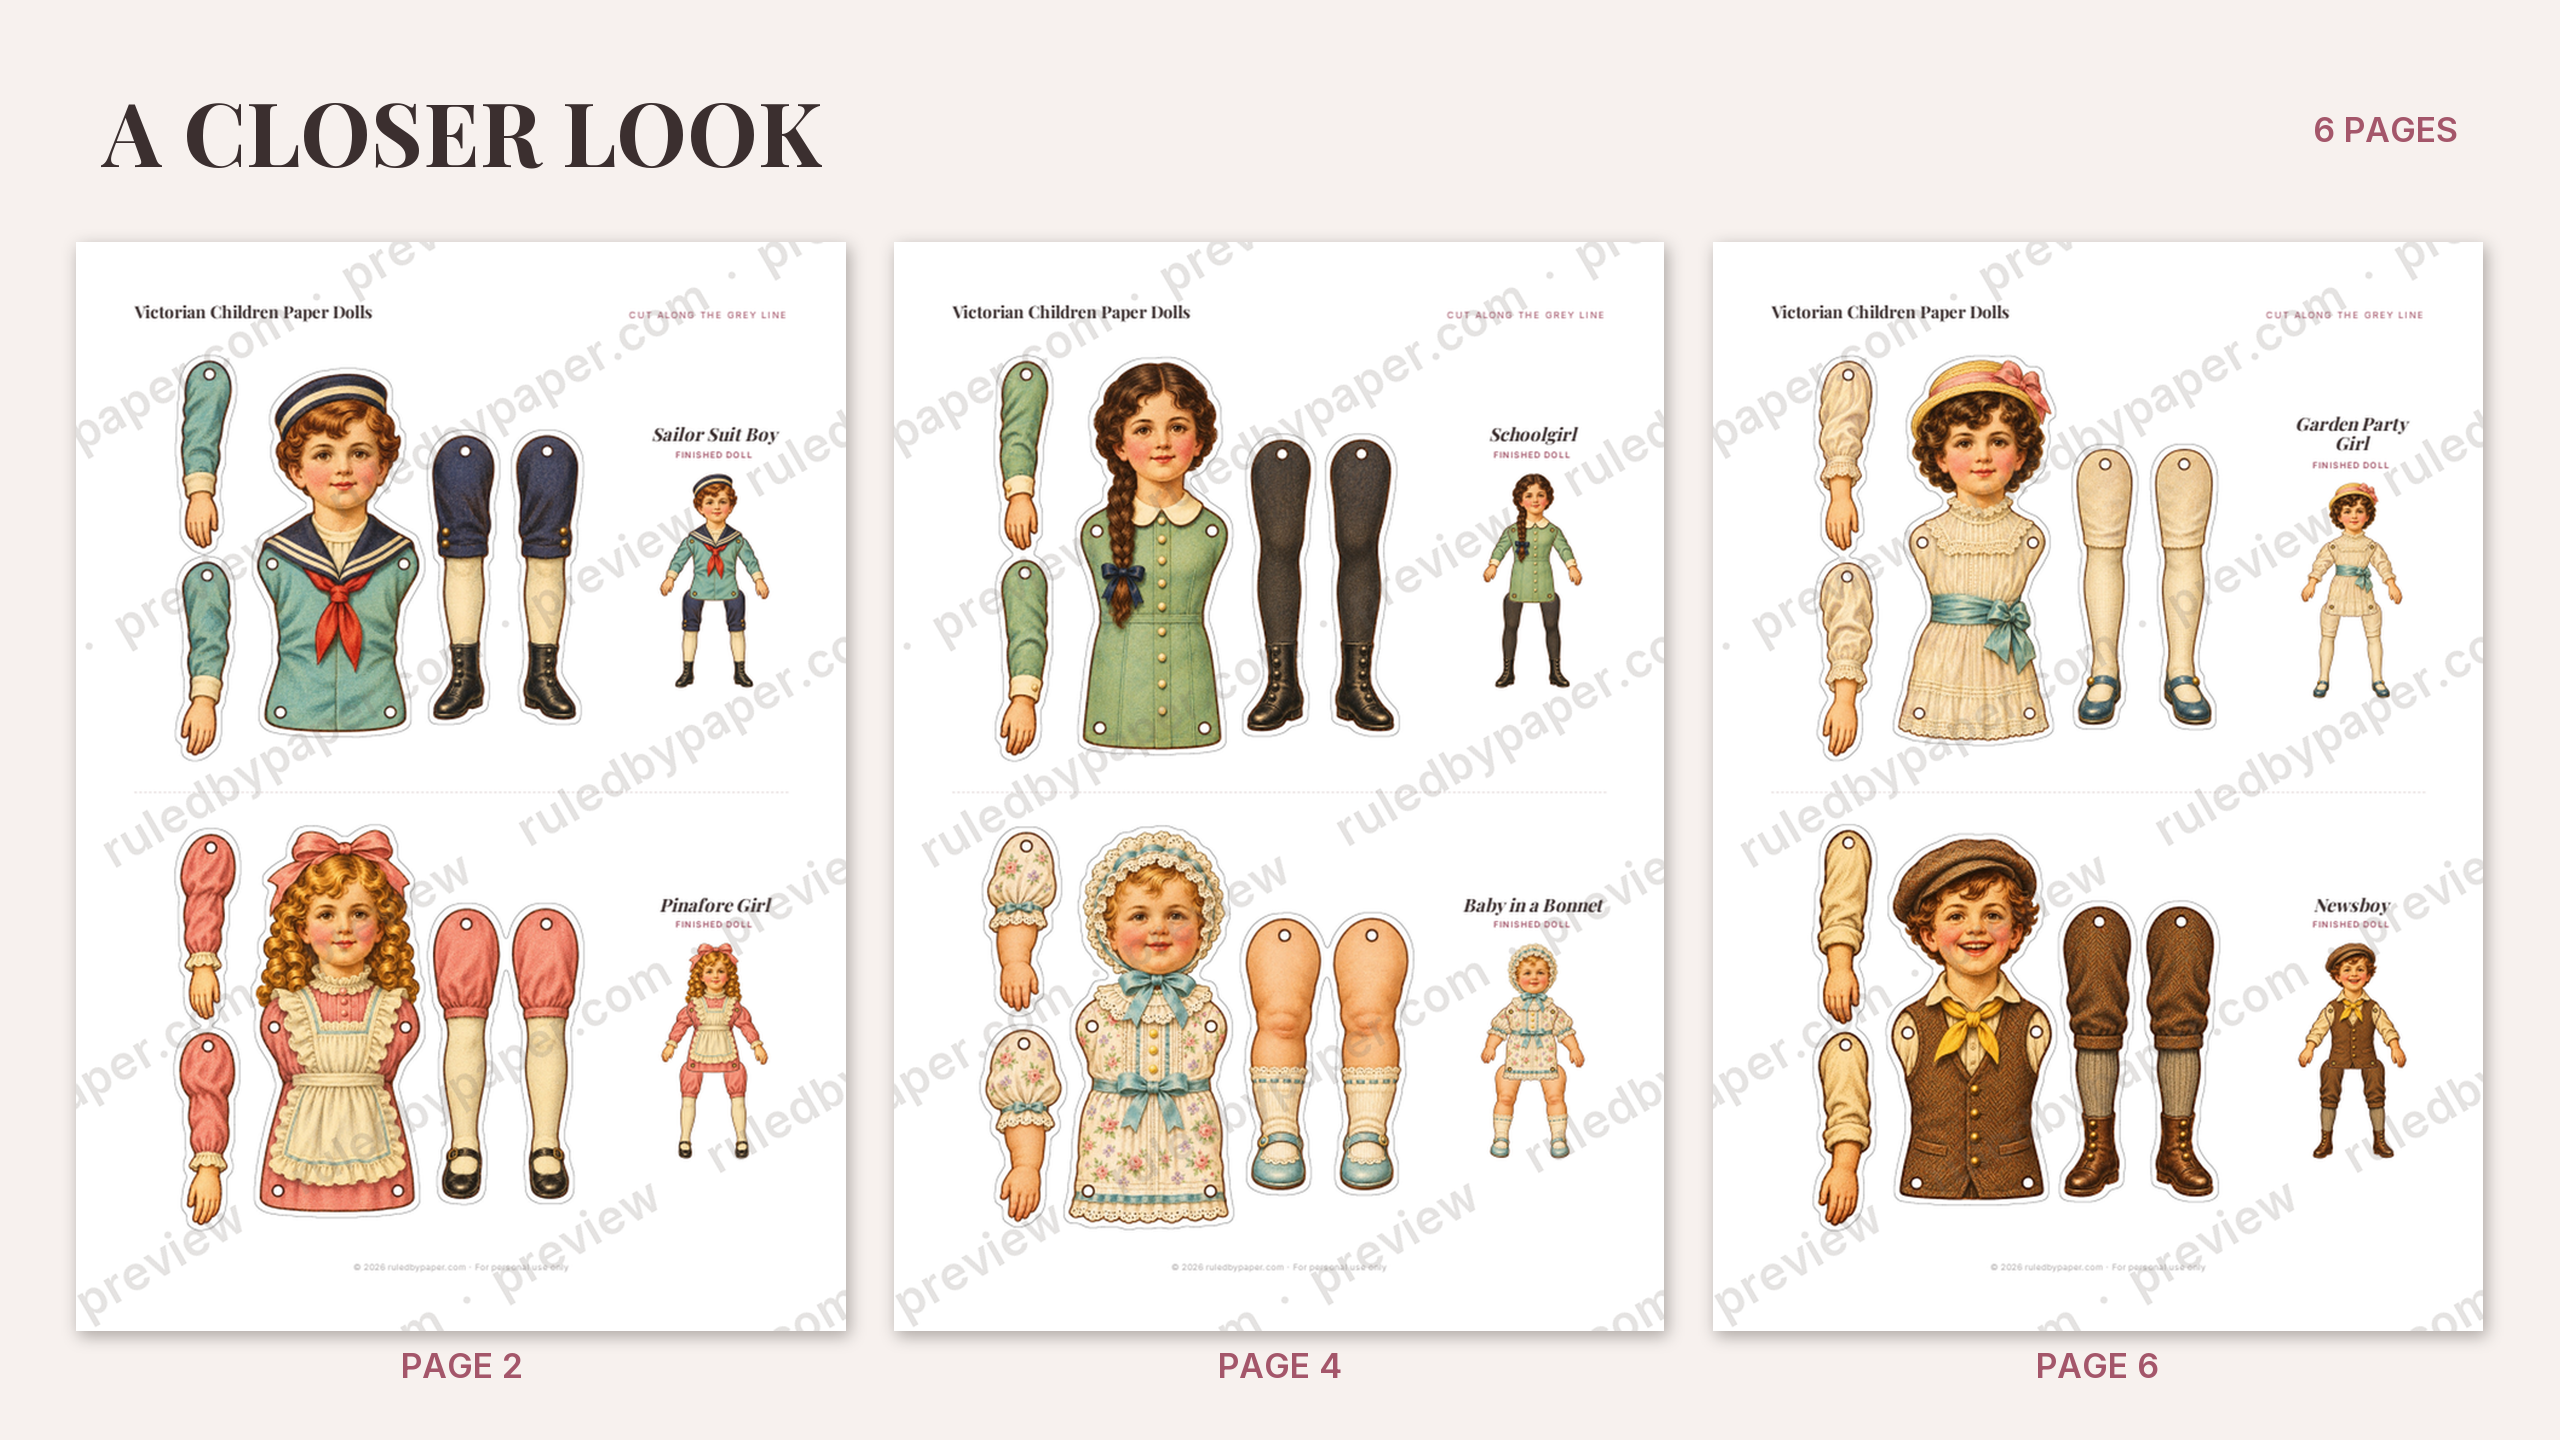 A CLOSER LOOK
6 PAGES
Victorian Children Paper Dolls
CUT ALONG THE GREY LINE
Sailor Suit Boy
FINISHED DOLL
Pinafore Girl
FINISHED DOLL
© 2026 ruledbypaper.com · For personal use only
PAGE 2
Victorian Children Paper Dolls
CUT ALONG THE GREY LINE
Schoolgirl
FINISHED DOLL
Baby in a Bonnet
FINISHED DOLL
© 2026 ruledbypaper.com · For personal use only
PAGE 4
Victorian Children Paper Dolls
CUT ALONG THE GREY LINE
Garden Party
Girl
FINISHED DOLL
Newsboy
FINISHED DOLL
© 2026 ruledbypaper.com · For personal use only
PAGE 6
ruledbypaper.com · preview